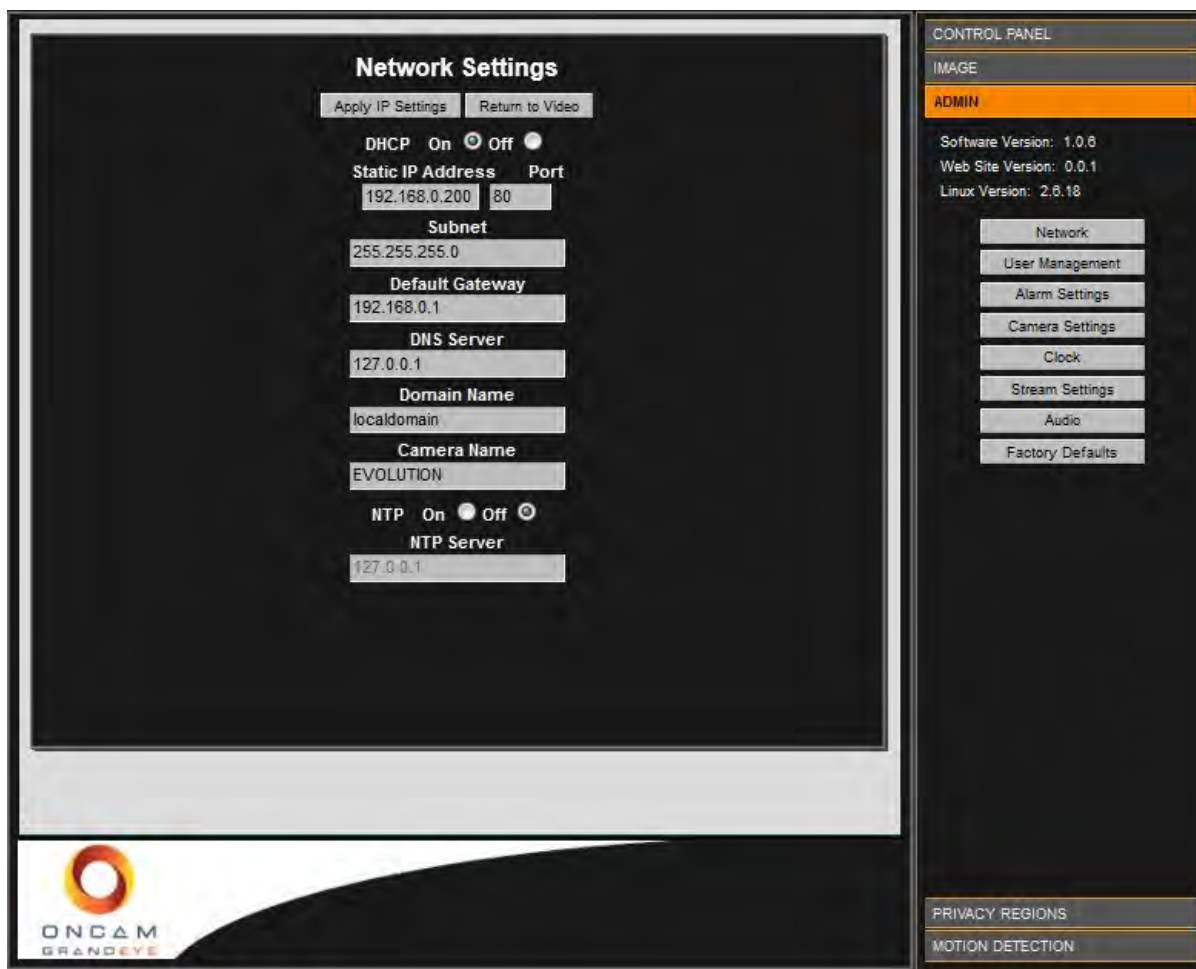 Network Settings
Apply IP Settings Return to Video
DHCP On Off
Static IP Address Port
192.168.0.200 80
Subnet
255.255.255.0
Default Gateway
192.168.0.1
DNS Server
127.0.0.1
Domain Name
localdomain
Camera Name
EVOLUTION
NTP On Off
NTP Server
127.0.0.1
ONCAM
GRANDEYE
CONTROL PANEL
IMAGE
ADMIN
Software Version: 1.0.6
Web Site Version: 0.0.1
Linux Version: 2.6.18
Network
User Management
Alarm Settings
Camera Settings
Clock
Stream Settings
Audio
Factory Defaults
PRIVACY REGIONS
MOTION DETECTION